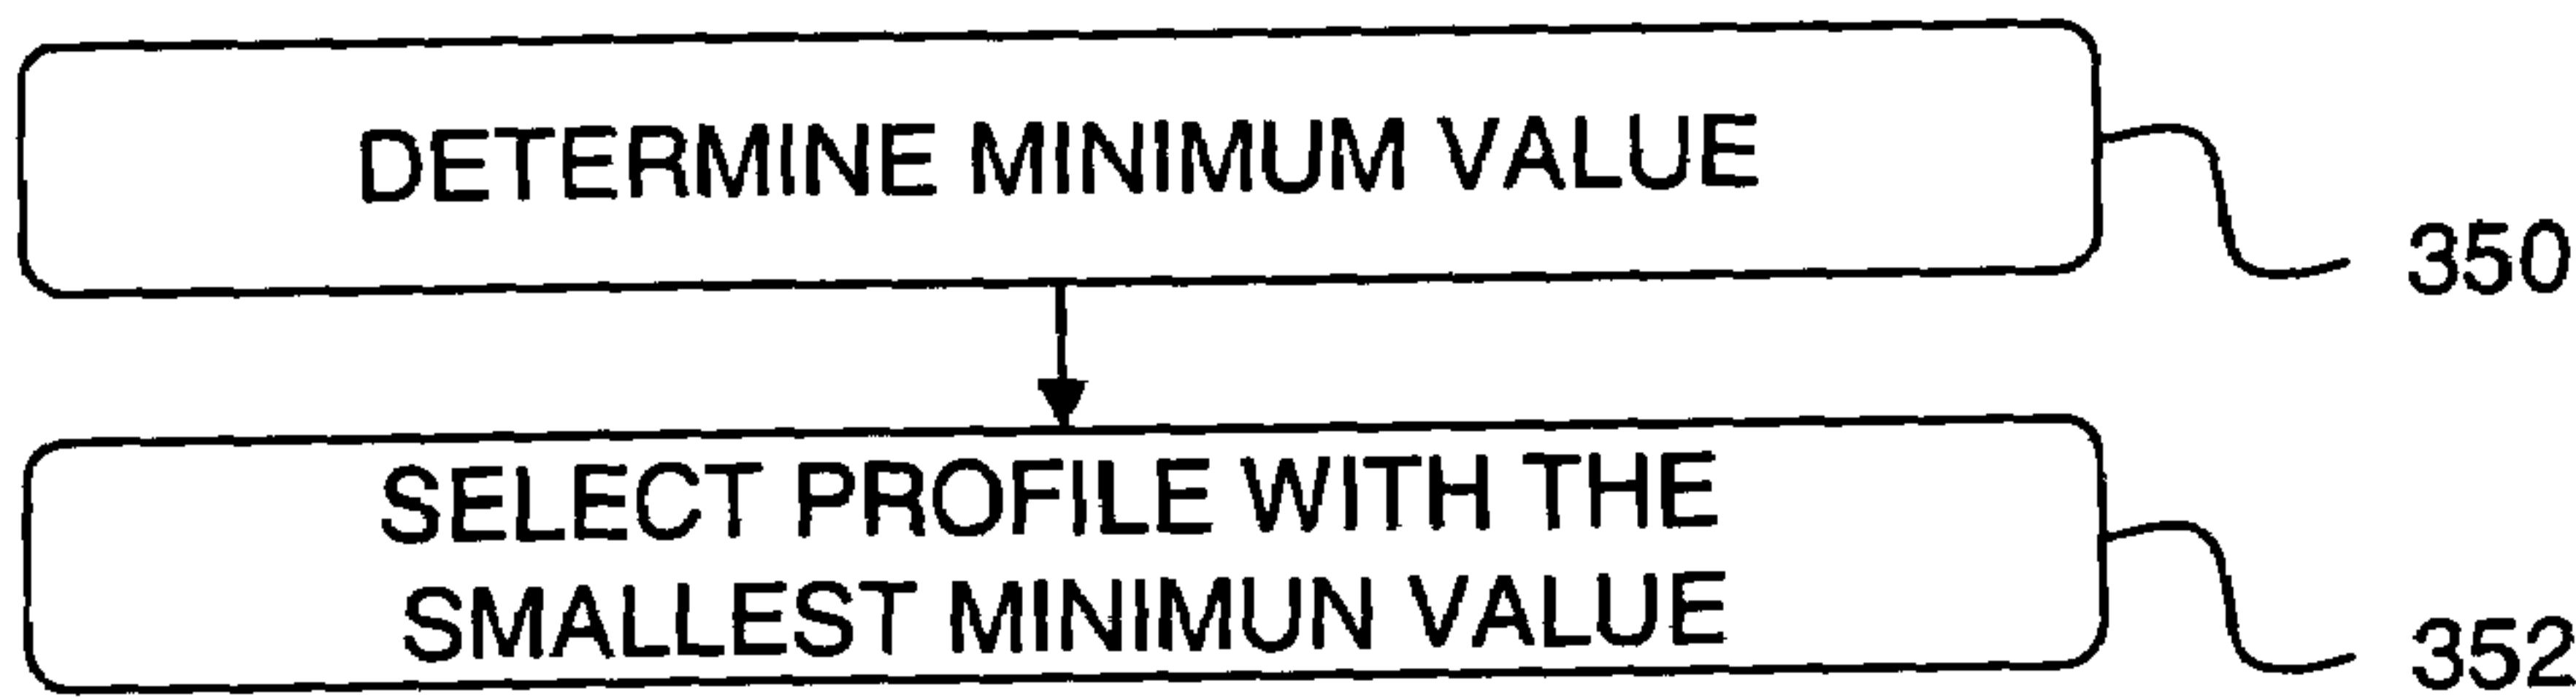 DETERMINE MINIMUM VALUE
350
SELECT PROFILE WITH THE
SMALLEST MINIMUN VALUE
352